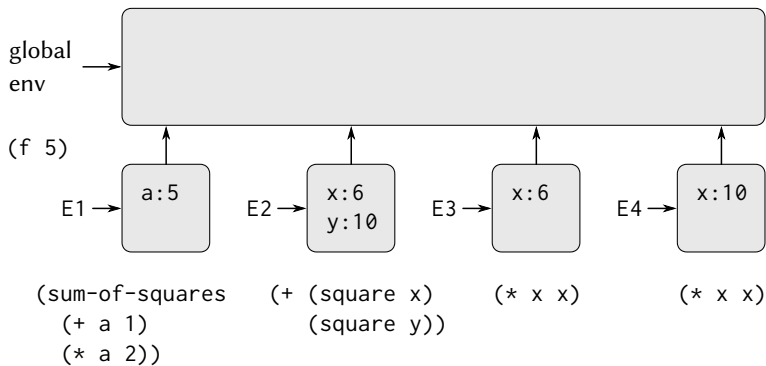 global
env
(f 5)
E1
a:5
E2
x:6
y:10
E3
x:6
E4
x:10
(sum-of-squares
(+ a 1)
(* a 2))
(+ (square x)
(square y))
(* x x)
(* x x)